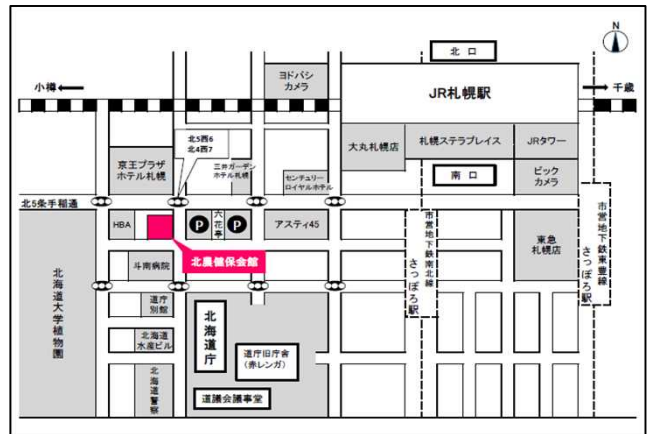 N
北 口
ヨドバシ
カメラ
小樽
JR札幌駅
千歳
北5西6
北4西7
大丸札幌店
札幌ステラプレイス
JRタワー
京王プラザ
ホテル札幌
三井ガーデン
ホテル札幌
センチュリー
ロイヤルホテル
南 口
ビック
カメラ
北5条手稲通
HBA
P
六花亭
P
アスティ45
市営地下鉄南北線
さっぽろ駅
東急
札幌店
市営地下鉄東豊線
さっぽろ駅
北農健保会館
斗南病院
北海道大学植物園
道庁
別館
北海道庁
北海道
水産ビル
道庁旧庁舎
(赤レンガ)
北海道警察
道議会議事堂